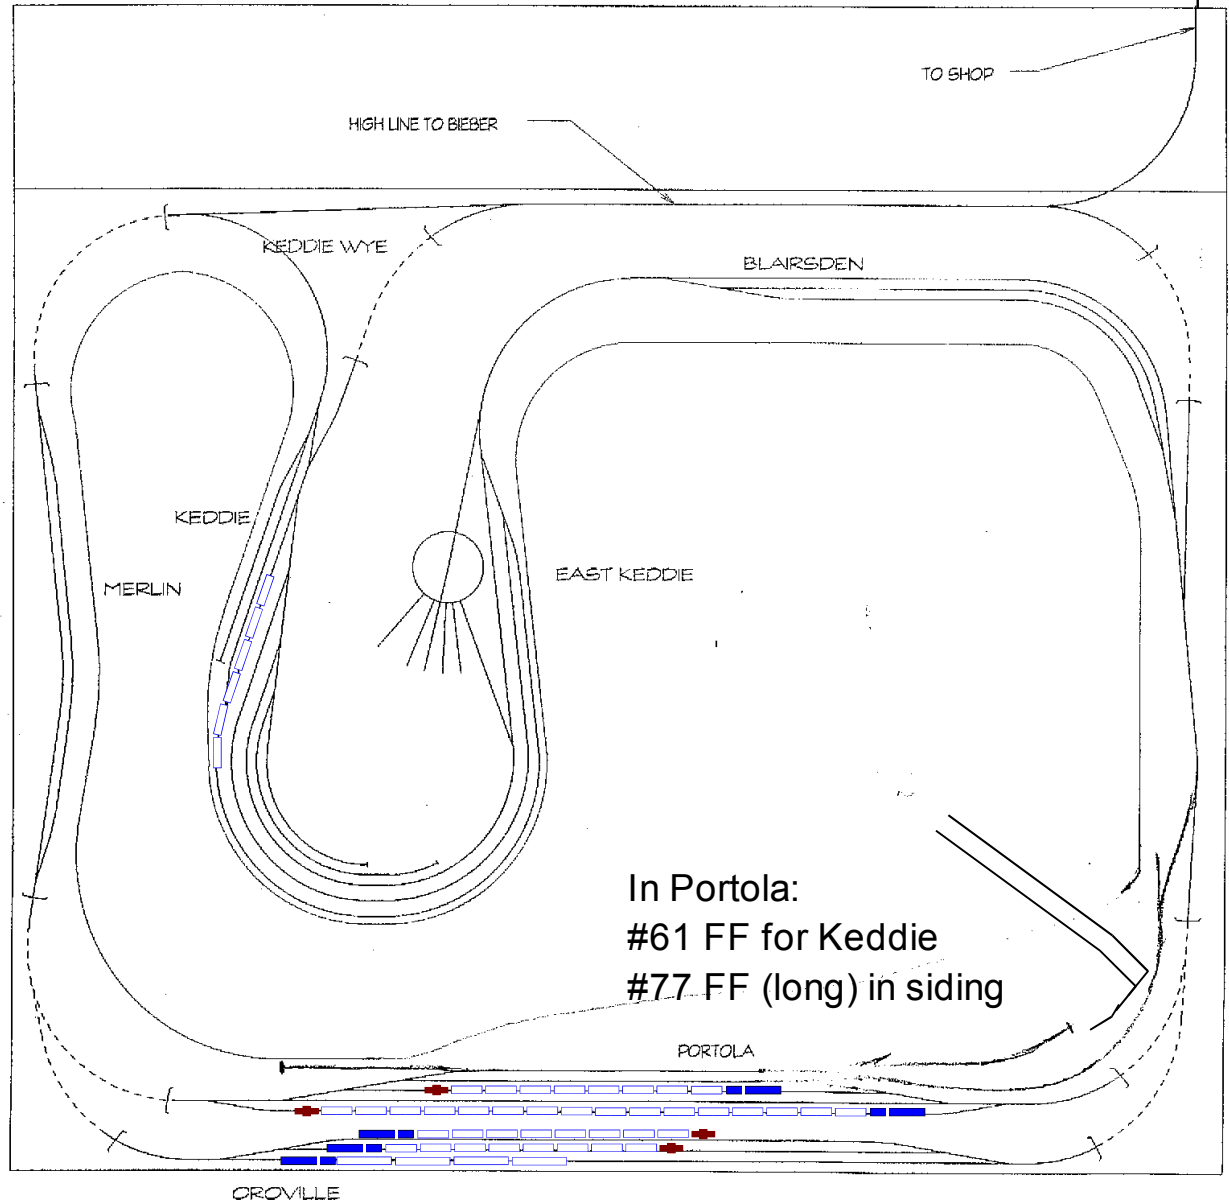 TO SHOP
HIGH LINE TO BIEBER
KEDDIE WYE
BLAIRSDEN
KEDDIE
EAST KEDDIE
MERLIN
In Portola:
#61 FF for Keddie
#77 FF (long) in siding
PORTOLA
OROVILLE